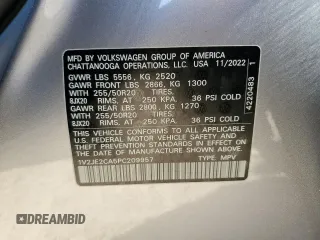 MFD BY VOLKSWAGEN GROUP OF AMERICA
CHATTANOOGA OPERATIONS, LLC. USA 11/2022
GVWR LBS 5556, KG 2520
GAWR FRONT LBS 2866, KG 1300
WITH 255/50R20 TIRES.
8JX20 RIMS, AT 250 KPA. 36 PSI COLD
GAWR REAR LBS 2800, KG 1270
WITH 255/50R20 TIRES.
8JX20 RIMS, AT 250 KPA. 36 PSI COLD
THIS VEHICLE CONFORMS TO ALL APPLICABLE
FEDERAL MOTOR VEHICLE SAFETY STANDARDS
IN EFFECT ON THE DATE OF MANUFACTURE
SHOWN ABOVE.
1V2JE2CA5PC209957 TYPE: MPV
4220483 1
DREAMBID
DREAMBID